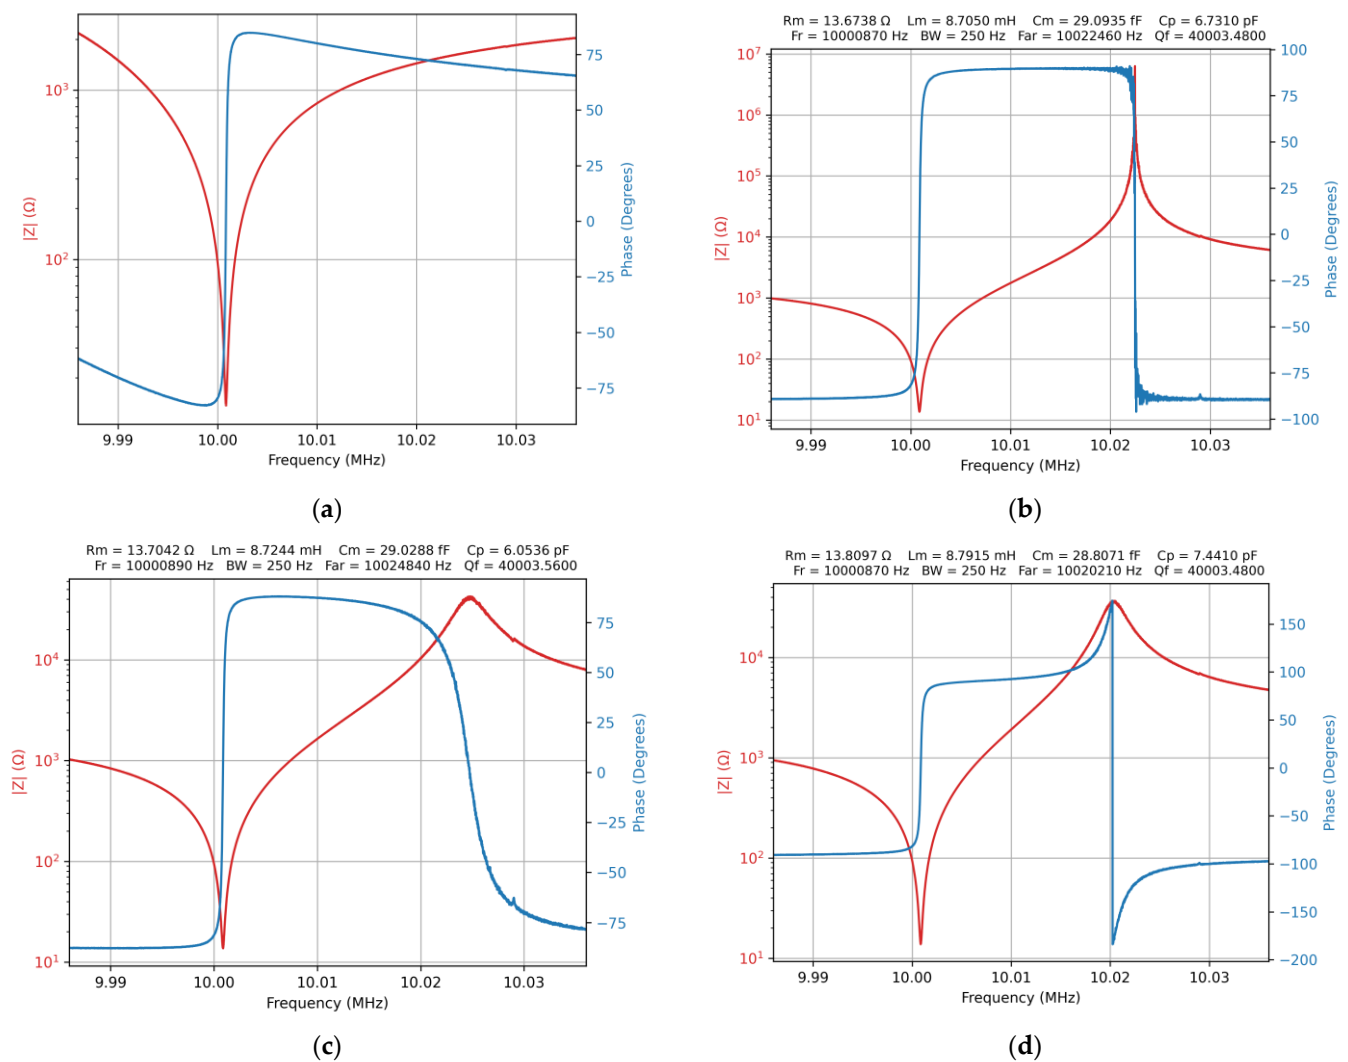 10³
10²
|Z| (Ω)
75
50
25
0
−25
−50
−75
Phase (Degrees)
9.99 10.00 10.01 10.02 10.03
Frequency (MHz)
(a)
Rm = 13.6738 Ω Lm = 8.7050 mH Cm = 29.0935 fF Cp = 6.7310 pF
Fr = 10000870 Hz BW = 250 Hz Far = 10022460 Hz Qf = 40003.4800
10⁷
10⁶
10⁵
10⁴
10³
10²
10¹
|Z| (Ω)
100
75
50
25
0
−25
−50
−75
−100
Phase (Degrees)
9.99 10.00 10.01 10.02 10.03
Frequency (MHz)
(b)
Rm = 13.7042 Ω Lm = 8.7244 mH Cm = 29.0288 fF Cp = 6.0536 pF
Fr = 10000890 Hz BW = 250 Hz Far = 10024840 Hz Qf = 40003.5600
10⁴
10³
10²
10¹
|Z| (Ω)
75
50
25
0
−25
−50
−75
Phase (Degrees)
9.99 10.00 10.01 10.02 10.03
Frequency (MHz)
(c)
Rm = 13.8097 Ω Lm = 8.7915 mH Cm = 28.8071 fF Cp = 7.4410 pF
Fr = 10000870 Hz BW = 250 Hz Far = 10020210 Hz Qf = 40003.4800
10⁴
10³
10²
10¹
|Z| (Ω)
150
100
50
0
−50
−100
−150
−200
Phase (Degrees)
9.99 10.00 10.01 10.02 10.03
Frequency (MHz)
(d)